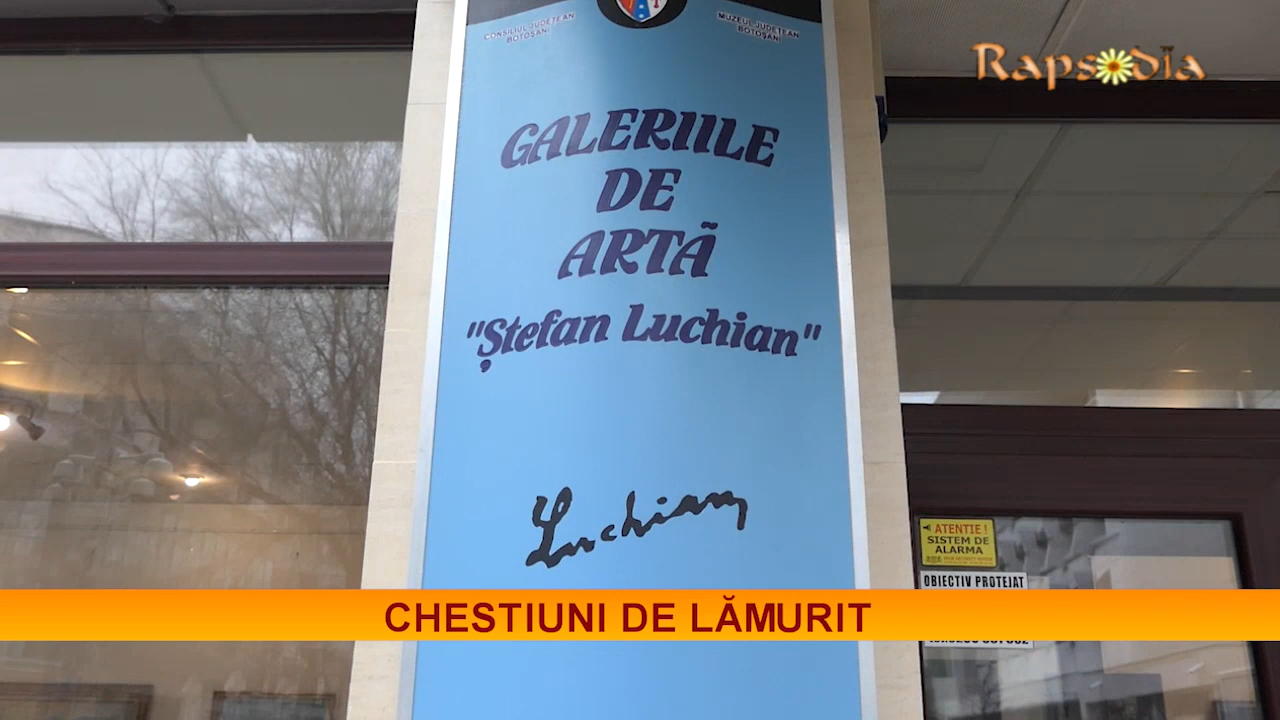 CONSILIUL JUDEȚEAN
BOTOȘANI
MUZEUL JUDEȚEAN
BOTOȘANI
Rapsodia
GALERIILE
DE
ARTĂ
"Ștefan Luchian"
Luchian
ATENTIE !
SISTEM DE
ALARMA
OBIECTIV PROTEJAT
CHESTIUNI DE LĂMURIT